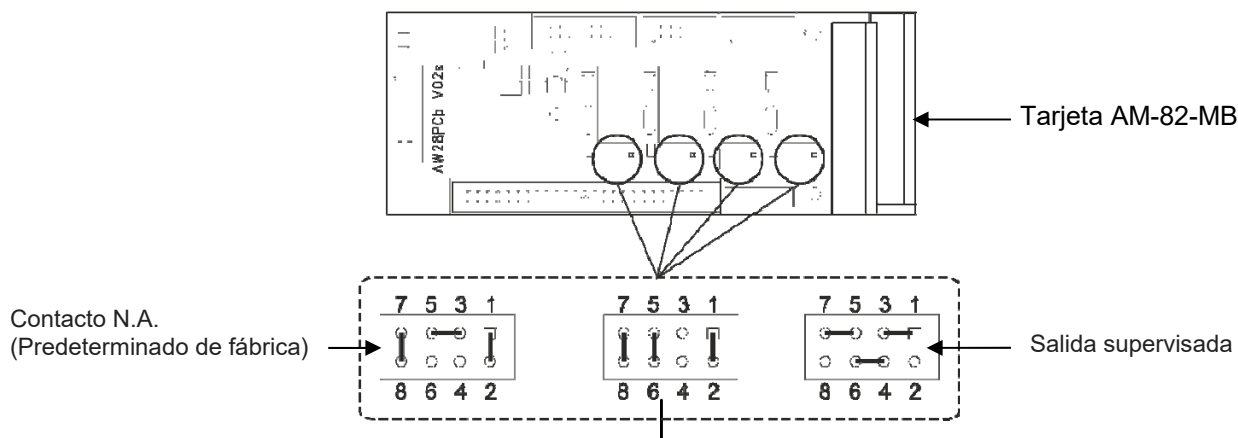 AW28PCb V02s
Tarjeta AM-82-MB
7 5 3 1
8 6 4 2
7 5 3 1
8 6 4 2
7 5 3 1
8 6 4 2
Contacto N.A.
(Predeterminado de fábrica)
Salida supervisada